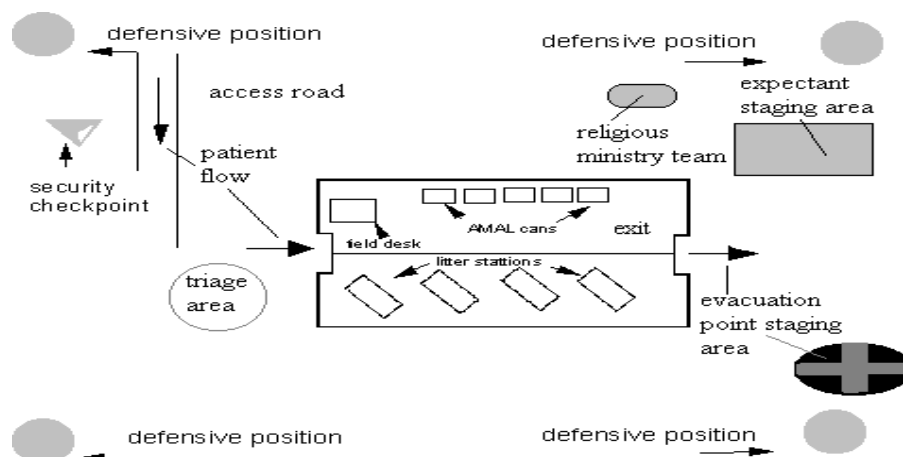 defensive position
defensive position
access road
expectant
staging area
religious
ministry team
patient
flow
security
checkpoint
AMAL cans
exit
field desk
litter stattions
triage
area
evacuation
point staging
area
defensive position
defensive position